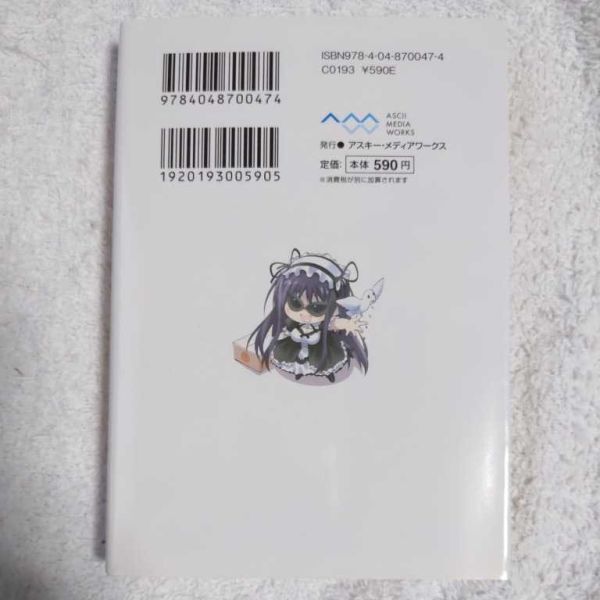 ISBN978-4-04-870047-4
C0193 ¥590E
9784048700474
ASCII
MEDIA
WORKS
発行● アスキー・メディアワークス
定価: 本体 590 円
※消費税が別に加算されます
1920193005905